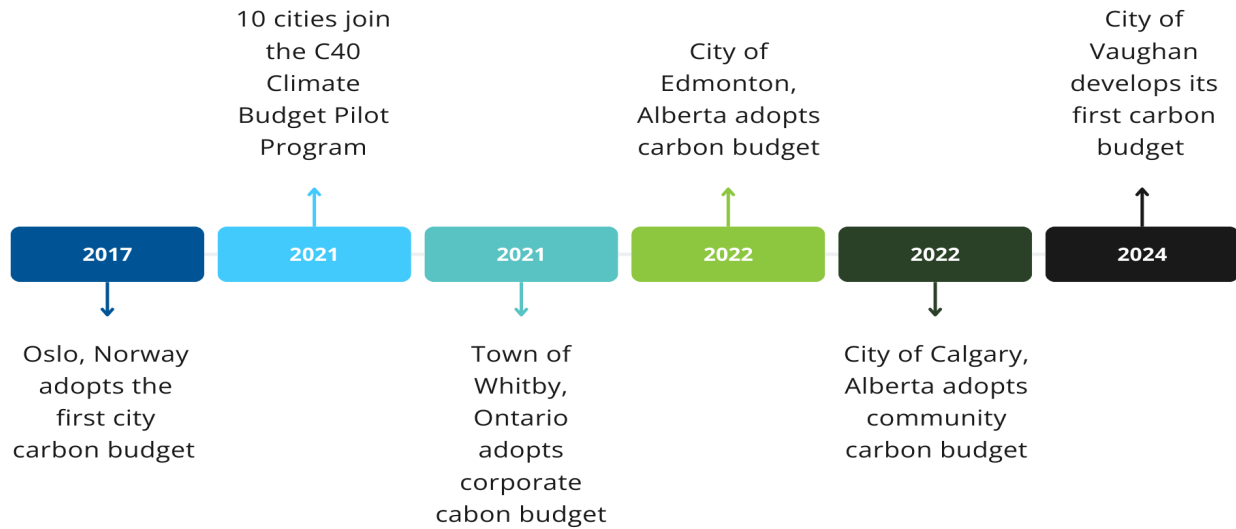 2017
Oslo, Norway
adopts the
first city
carbon budget
10 cities join
the C40
Climate
Budget Pilot
Program
2021
2021
Town of
Whitby,
Ontario
adopts
corporate
cabon budget
City of
Edmonton,
Alberta adopts
carbon budget
2022
2022
City of Calgary,
Alberta adopts
community
carbon budget
City of
Vaughan
develops its
first carbon
budget
2024